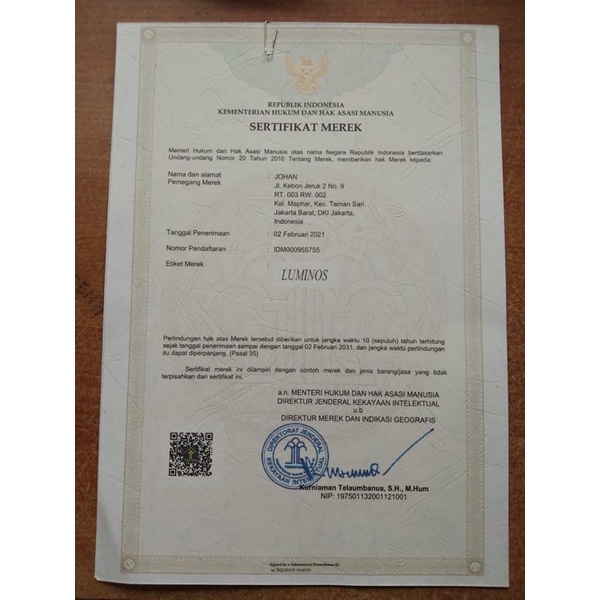 REPUBLIK INDONESIA
KEMENTERIAN HUKUM DAN HAK ASASI MANUSIA
SERTIFIKAT MEREK
Menteri Hukum dan Hak Asasi Manusia atas nama Negara Republik Indonesia berdasarkan
Undang-undang Nomor 20 Tahun 2016 Tentang Merek, memberikan hak Merek kepada:
Nama dan alamat : JOHAN
Pemegang Merek Jl. Kebon Jeruk 2 No. 9
RT. 003 RW. 002
Kel. Maphar, Kec. Taman Sari
Jakarta Barat, DKI Jakarta,
Indonesia
Tanggal Penerimaan : 02 Februari 2021
Nomor Pendaftaran : IDM000955755
Etiket Merek :
LUMINOS
Perlindungan hak atas Merek tersebut diberikan untuk jangka waktu 10 (sepuluh) tahun terhitung
sejak tanggal penerimaan sampai dengan tanggal 02 Februari 2031, dan jangka waktu perlindungan
itu dapat diperpanjang. (Pasal 35)
Sertifikat merek ini dilampiri dengan contoh merek dan jenis barang/jasa yang tidak
terpisahkan dari sertifikat ini.
a.n. MENTERI HUKUM DAN HAK ASASI MANUSIA
DIREKTUR JENDERAL KEKAYAAN INTELEKTUAL
u.b
DIREKTUR MEREK DAN INDIKASI GEOGRAFIS
DIREKTORAT JENDERAL
KEKAYAAN INTELEKTUAL
Kurniaman Telaumbanua, S.H., M.Hum
NIP: 197501132001121001